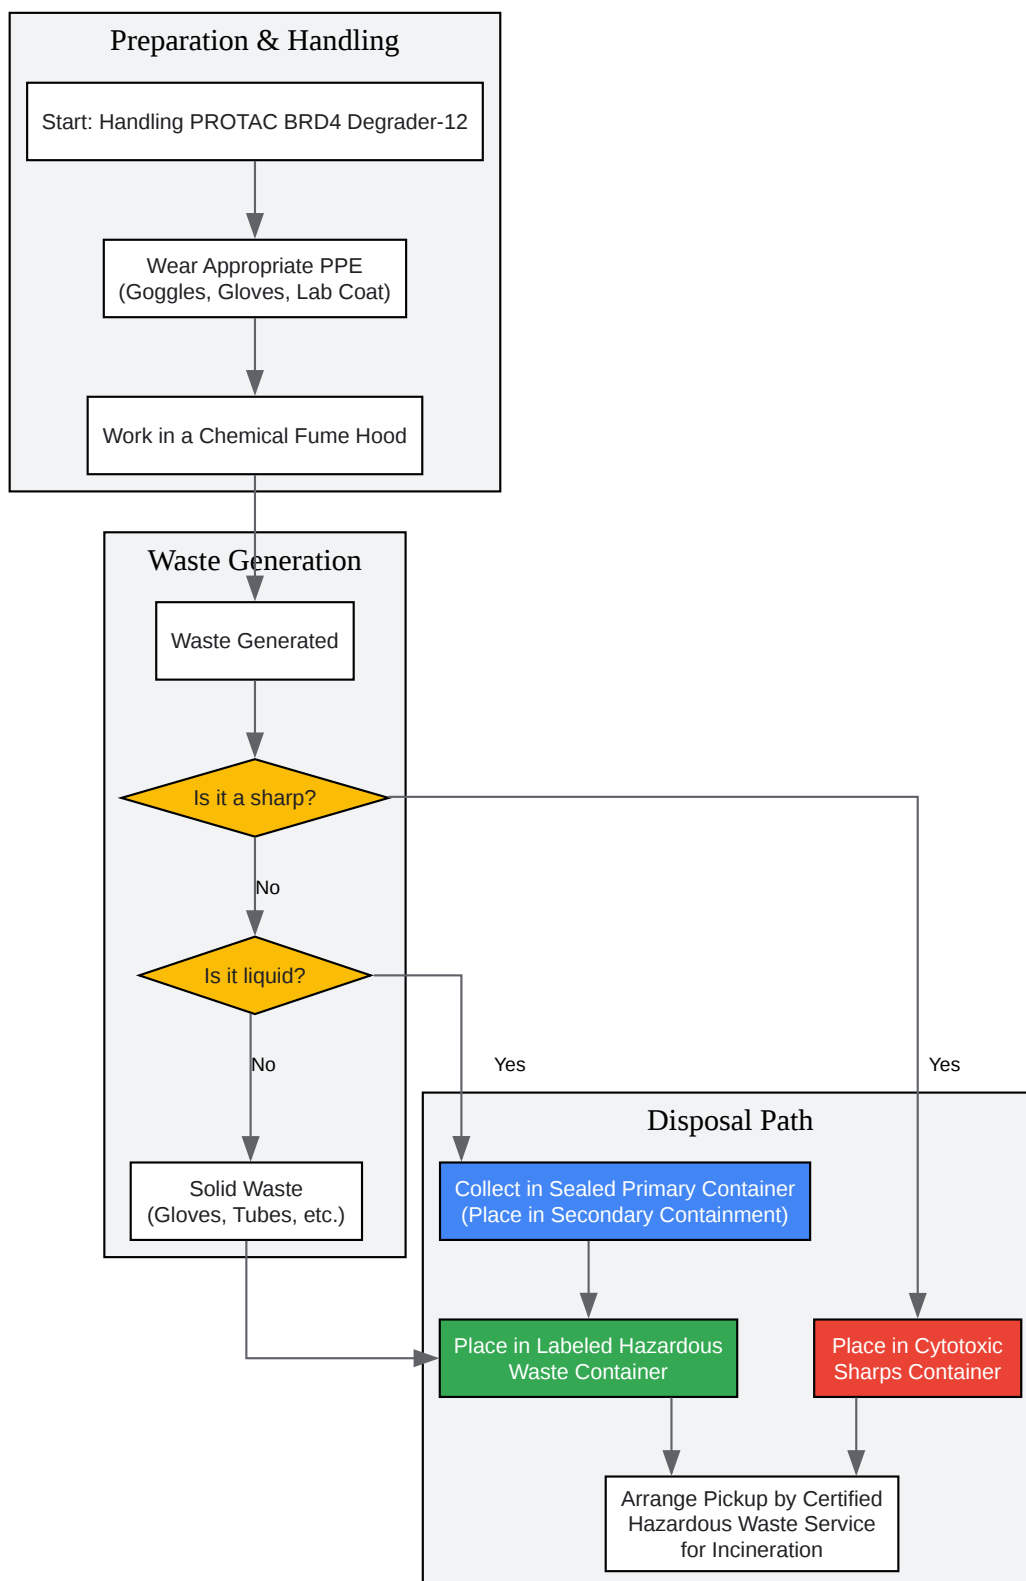 Preparation & Handling
Start: Handling PROTAC BRD4 Degrader-12
Wear Appropriate PPE
(Goggles, Gloves, Lab Coat)
Work in a Chemical Fume Hood
Waste Generation
Waste Generated
Is it a sharp?
No
Is it liquid?
No
Yes
Yes
Disposal Path
Solid Waste
(Gloves, Tubes, etc.)
Collect in Sealed Primary Container
(Place in Secondary Containment)
Place in Labeled Hazardous
Waste Container
Place in Cytotoxic
Sharps Container
Arrange Pickup by Certified
Hazardous Waste Service
for Incineration